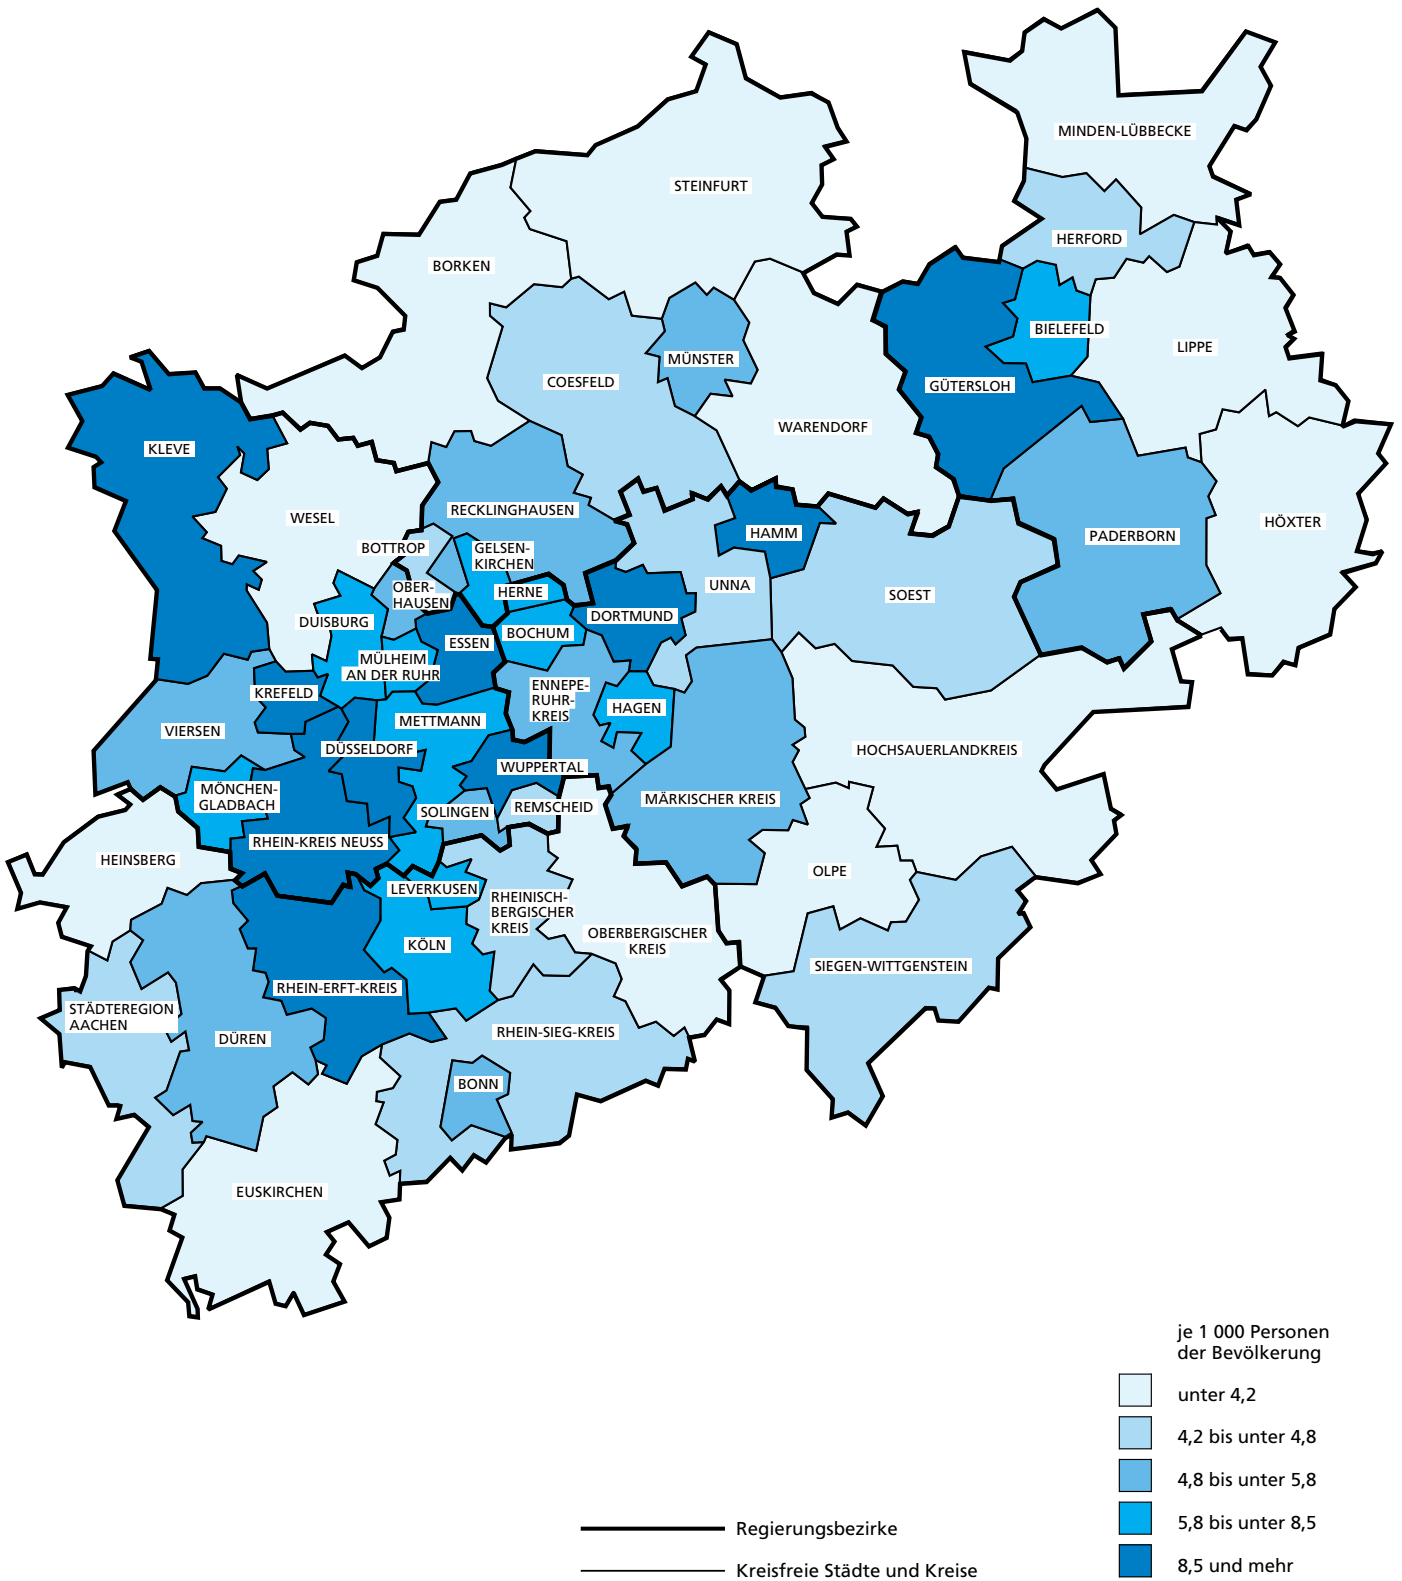 MINDEN-LÜBBECKE
STEINFURT
HERFORD
BORKEN
BIELEFELD
LIPPE
MÜNSTER
COESFELD
GÜTERSLOH
WARENDORF
KLEVE
RECKLINGHAUSEN
WESEL
HÖXTER
HAMM
PADERBORN
BOTTROP
GELSEN-
KIRCHEN
UNNA
OBER-
HAUSEN
HERNE
SOEST
DORTMUND
DUISBURG
BOCHUM
ESSEN
MÜLHEIM
AN DER RUHR
KREFELD
ENNEPE-
RUHR-
KREIS
HAGEN
METTMANN
VIERSEN
DÜSSELDORF
HOCHSAUERLANDKREIS
WUPPERTAL
MÖNCHEN-
GLADBACH
MÄRKISCHER KREIS
REMSCHEID
SOLINGEN
RHEIN-KREIS NEUSS
HEINSBERG
OLPE
LEVERKUSEN
RHEINISCH-
BERGISCHER
KREIS
OBERBERGISCHER
KREIS
KÖLN
SIEGEN-WITTGENSTEIN
RHEIN-ERFT-KREIS
STÄDTEREGION
AACHEN
RHEIN-SIEG-KREIS
DÜREN
BONN
EUSKIRCHEN
je 1 000 Personen
der Bevölkerung
unter 4,2
4,2 bis unter 4,8
4,8 bis unter 5,8
5,8 bis unter 8,5
8,5 und mehr
Regierungsbezirke
Kreisfreie Städte und Kreise